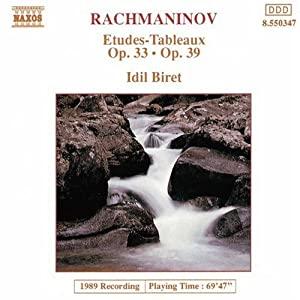 NAXOS
DDD
8.550347
RACHMANINOV
Etudes-Tableaux
Op. 33 • Op. 39
Idil Biret
1989 Recording
Playing Time : 69'47"